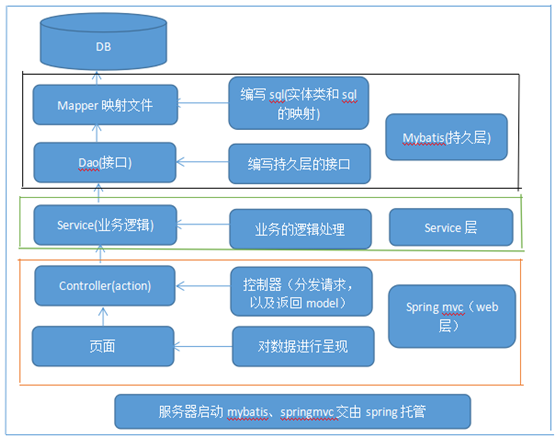 DB
Mapper 映射文件
编写 sql(实体类和 sql
的映射)
Mybatis(持久层)
Dao(接口)
编写持久层的接口
Service(业务逻辑)
业务的逻辑处理
Service 层
Controller(action)
控制器（分发请求，
以及返回 model）
Spring mvc（web
层）
页面
对数据进行呈现
服务器启动 mybatis、springmvc 交由 spring 托管